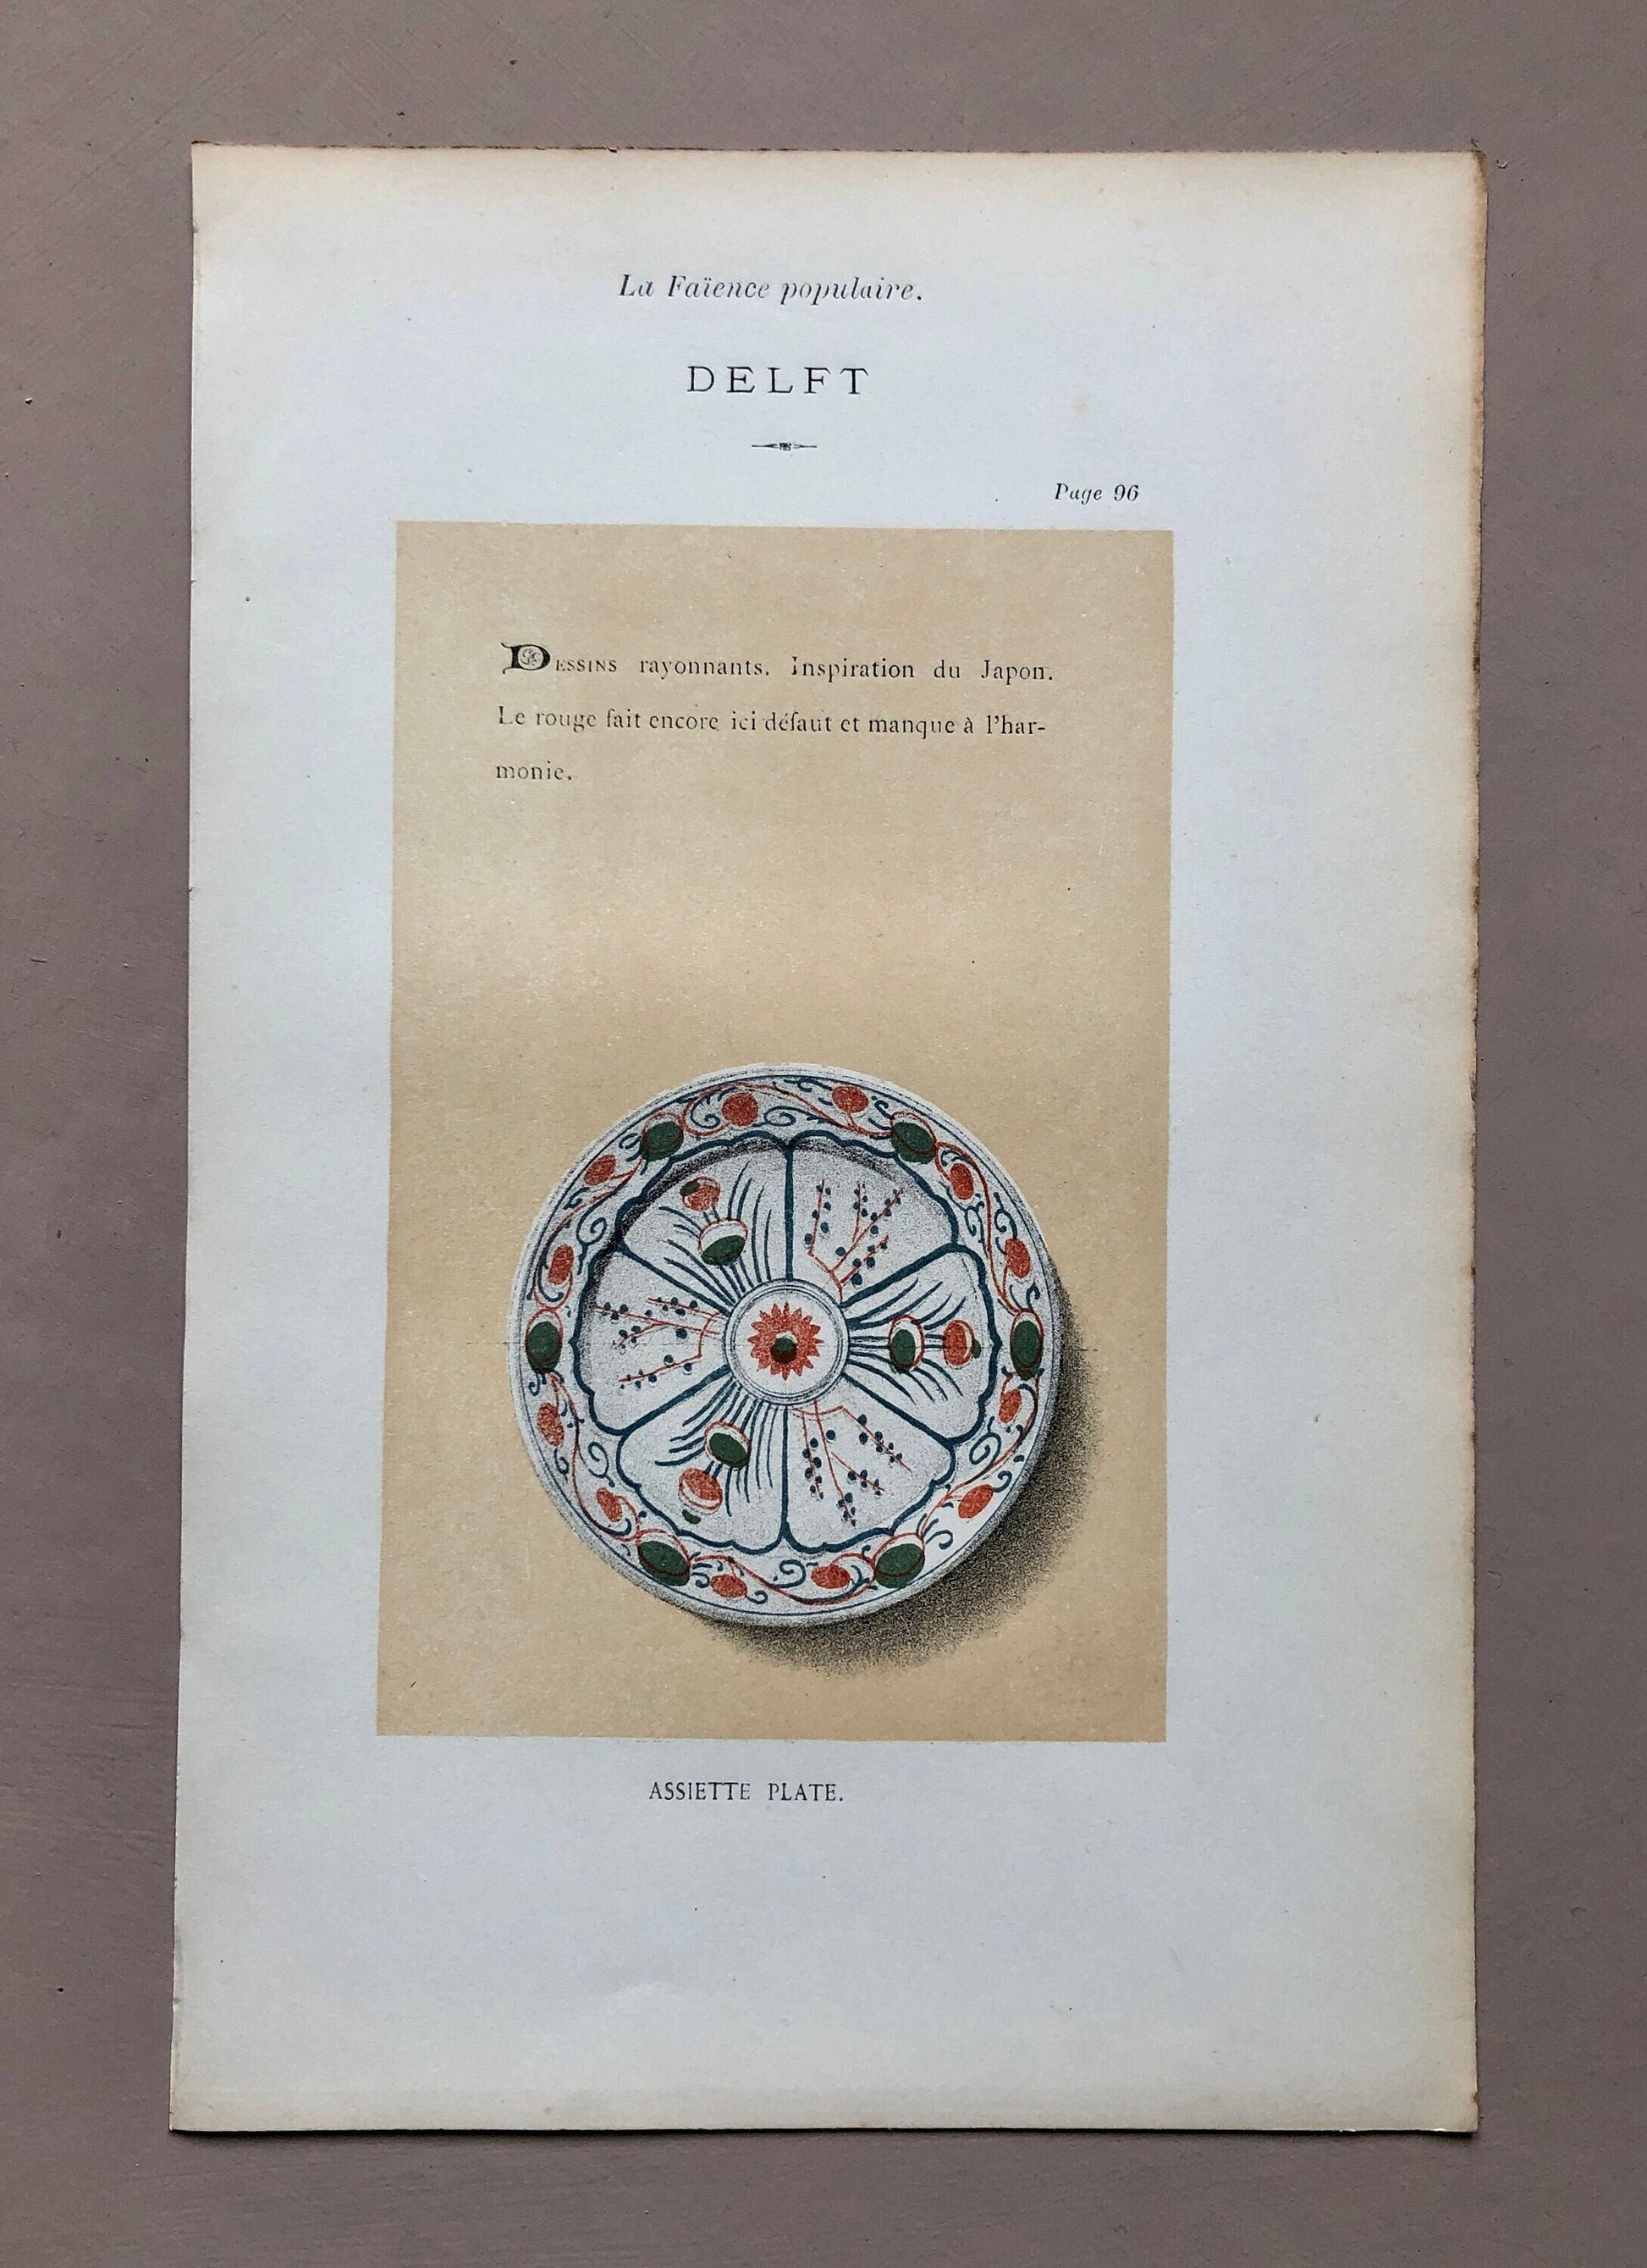 La Faïence populaire.
DELFT
Page 96
DESSINS rayonnants. Inspiration du Japon.
Le rouge fait encore ici défaut et manque à l'har-
monie.
ASSIETTE PLATE.